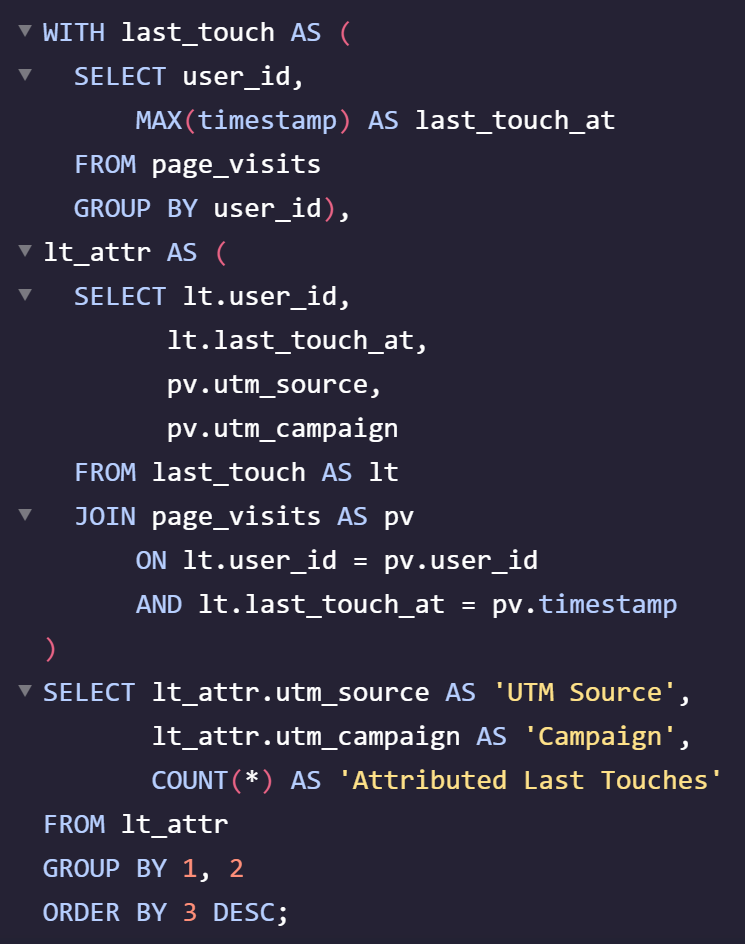 WITH last_touch AS (
  SELECT user_id,
      MAX(timestamp) AS last_touch_at
  FROM page_visits
  GROUP BY user_id),
lt_attr AS (
  SELECT lt.user_id,
        lt.last_touch_at,
        pv.utm_source,
        pv.utm_campaign
  FROM last_touch AS lt
  JOIN page_visits AS pv
      ON lt.user_id = pv.user_id
      AND lt.last_touch_at = pv.timestamp
)
SELECT lt_attr.utm_source AS 'UTM Source',
       lt_attr.utm_campaign AS 'Campaign',
       COUNT(*) AS 'Attributed Last Touches'
FROM lt_attr
GROUP BY 1, 2
ORDER BY 3 DESC;